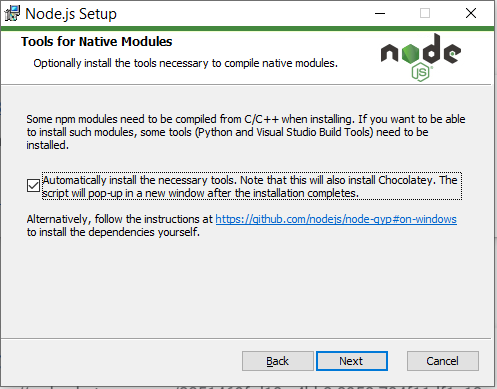 Node.js Setup
Tools for Native Modules
Optionally install the tools necessary to compile native modules.
node
JS
Some npm modules need to be compiled from C/C++ when installing. If you want to be able
to install such modules, some tools (Python and Visual Studio Build Tools) need to be
installed.
Automatically install the necessary tools. Note that this will also install Chocolatey. The
script will pop-up in a new window after the installation completes.
Alternatively, follow the instructions at https://github.com/nodejs/node-gyp#on-windows
to install the dependencies yourself.
Back
Next
Cancel